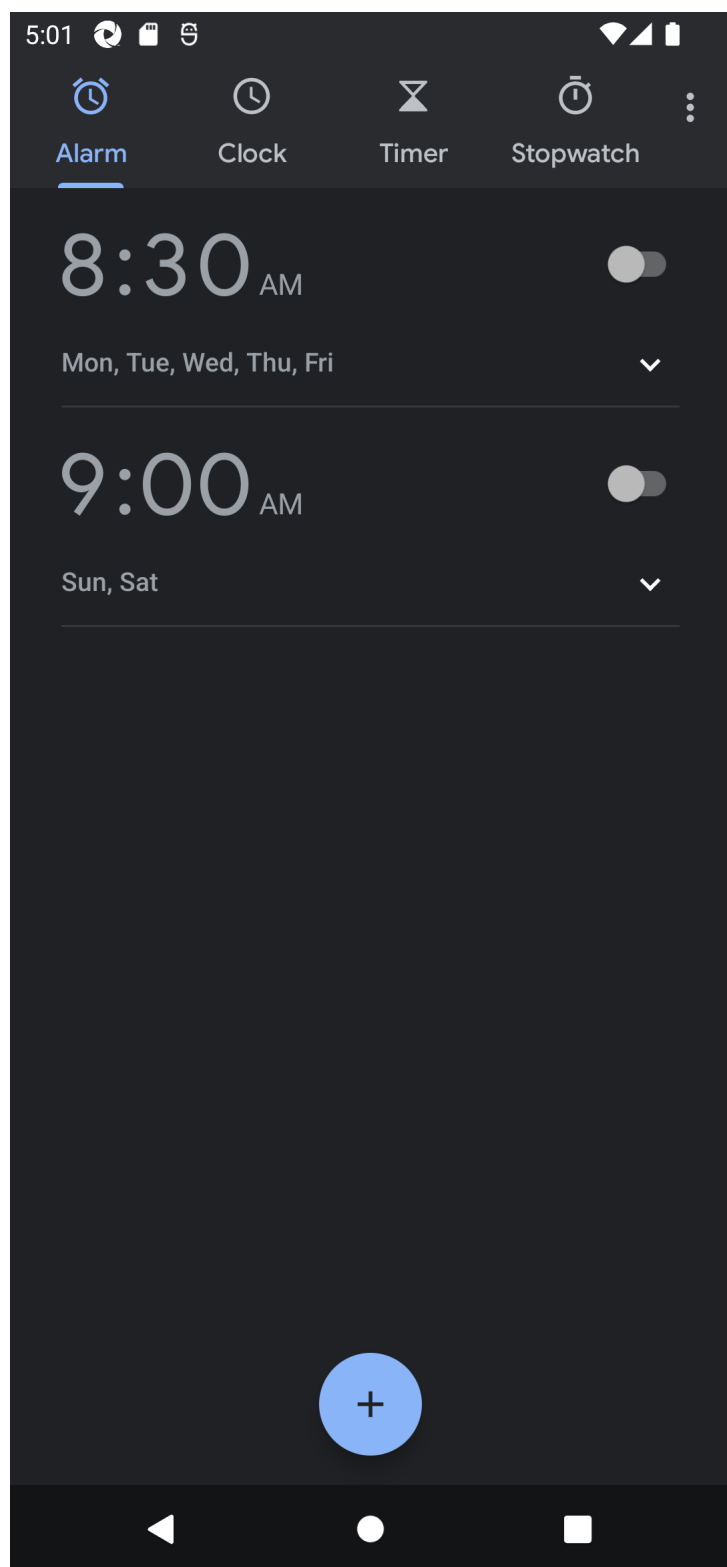 5:01
Alarm Clock Timer Stopwatch
8:30 AM
Mon, Tue, Wed, Thu, Fri
9:00 AM
Sun, Sat